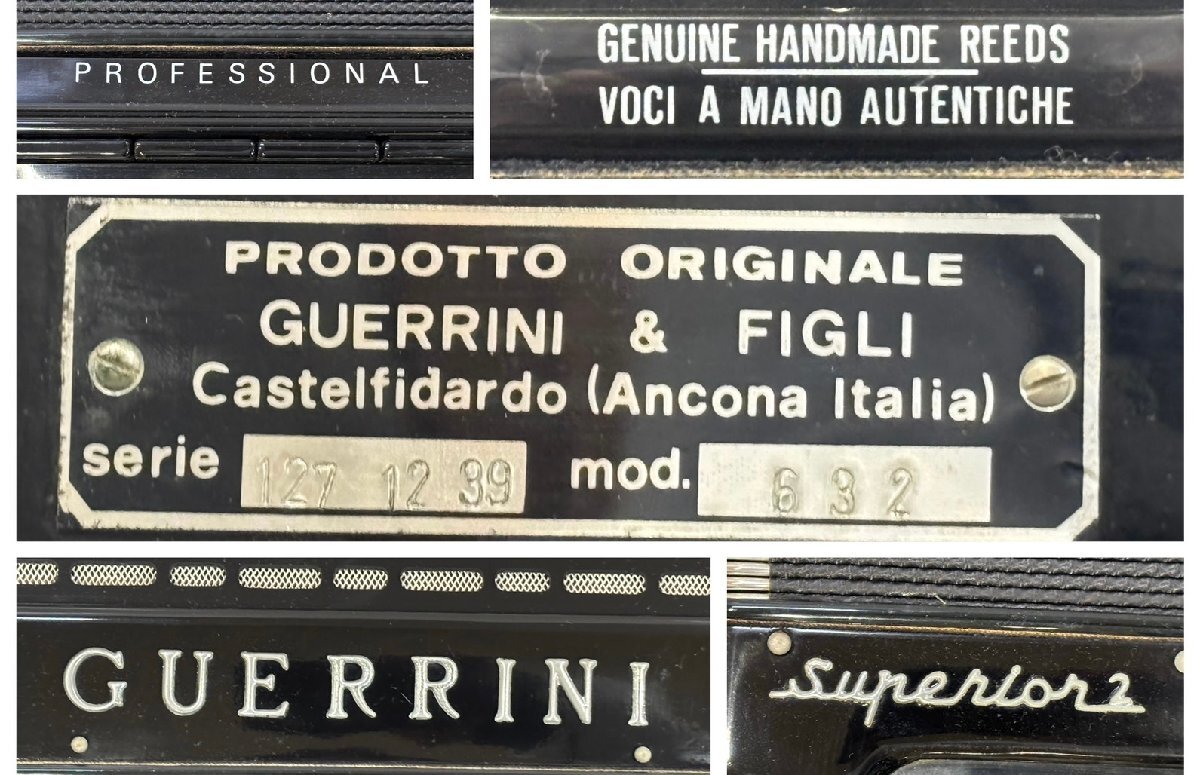 PROFESSIONAL
GENUINE HANDMADE REEDS
VOCI A MANO AUTENTICHE
PRODOTTO ORIGINALE
GUERRINI & FIGLI
Castelfidardo (Ancona Italia)
serie 127 12 39 mod. 632
GUERRINI
Superior 2